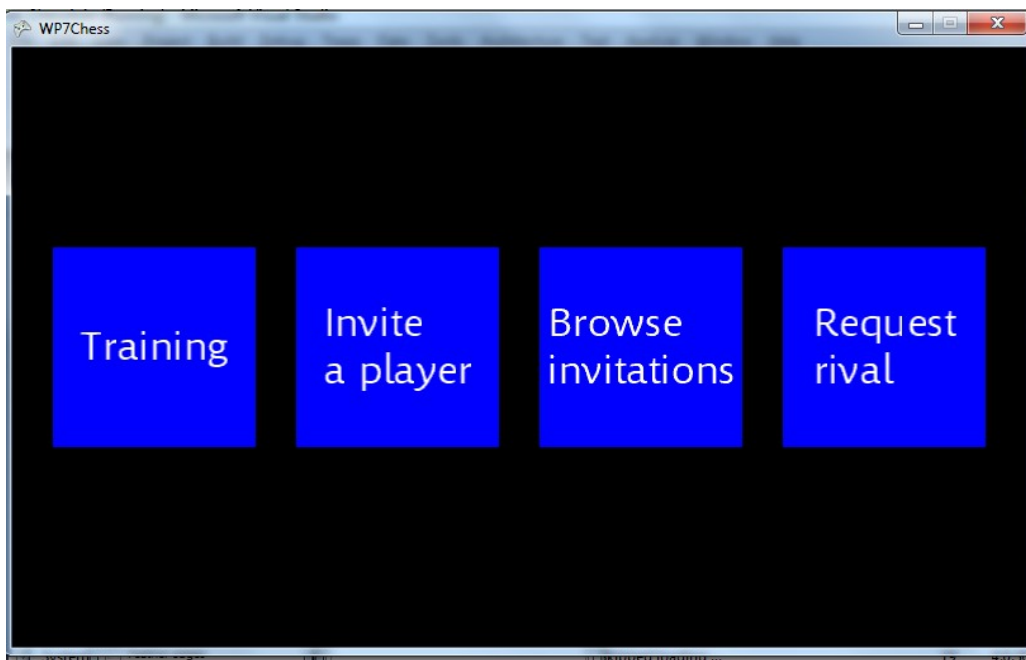 WP7Chess
Training
Invite
a player
Browse
invitations
Request
rival